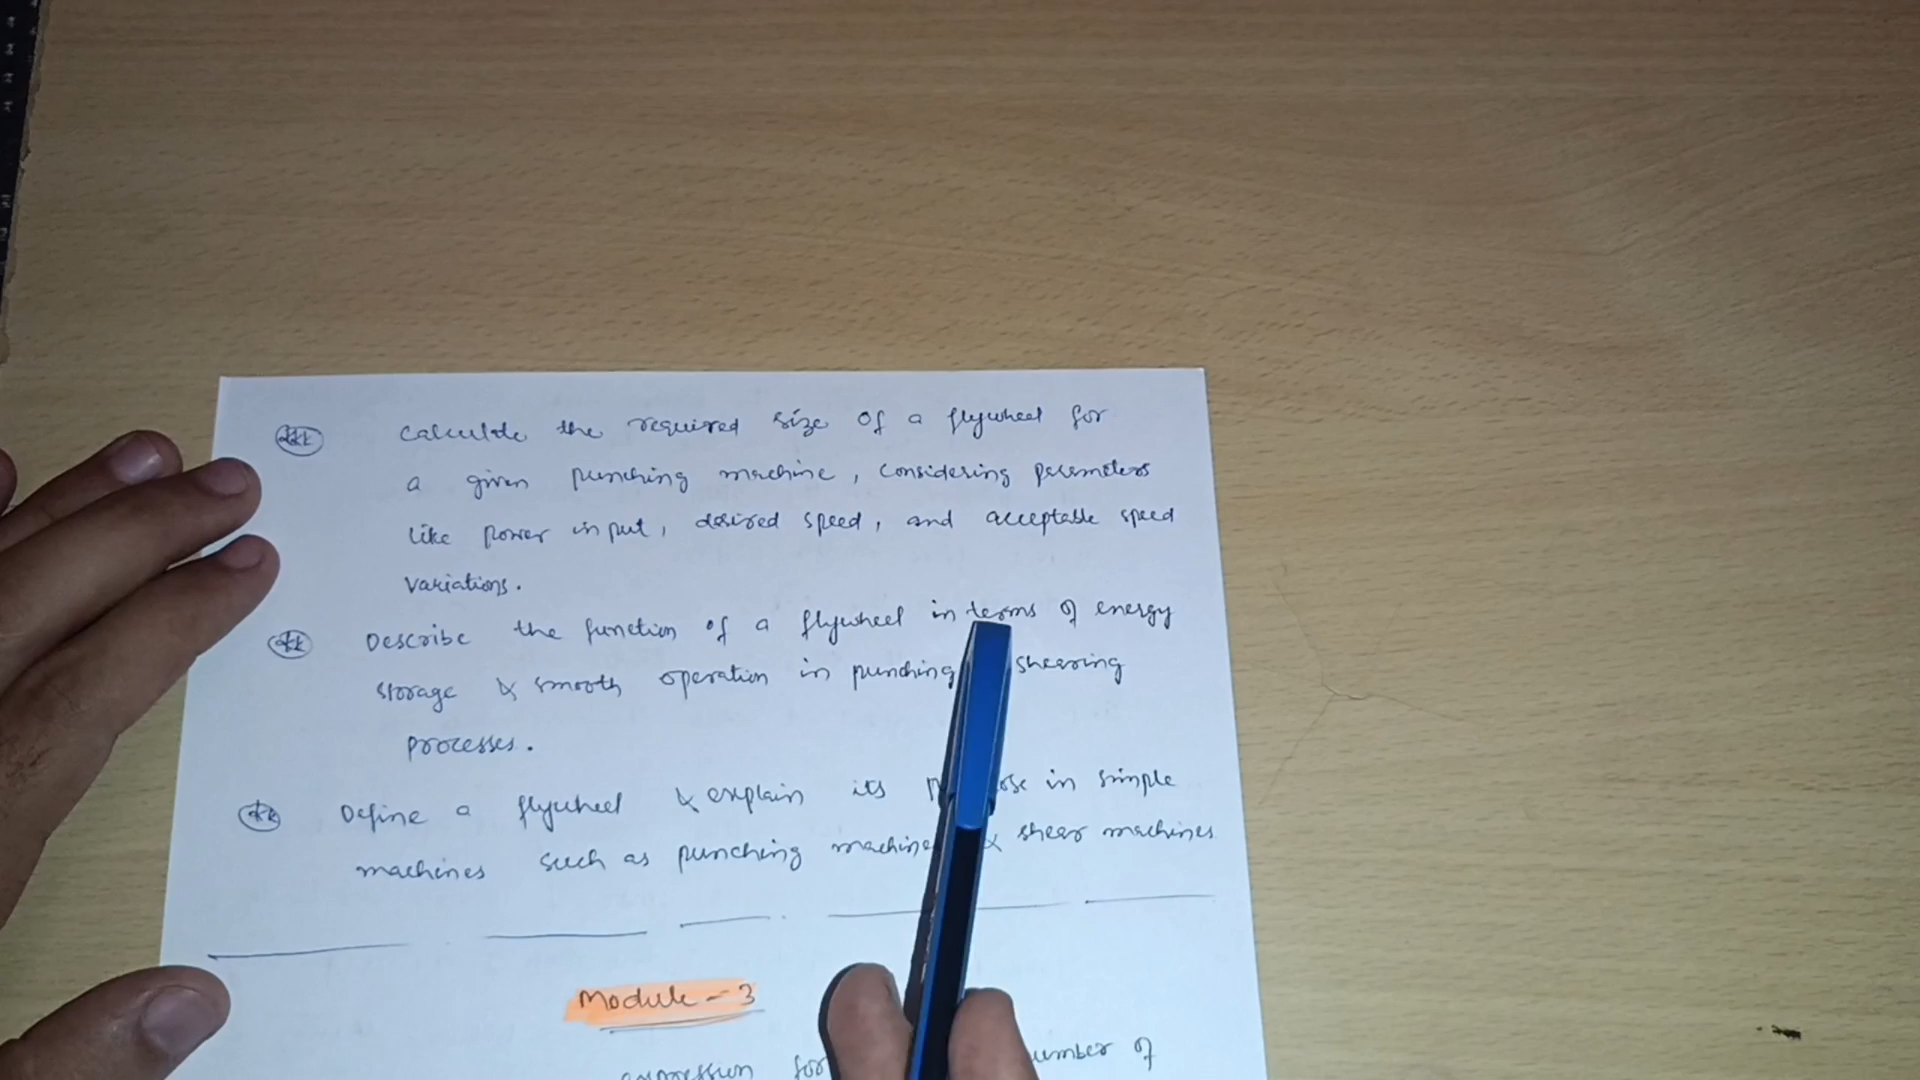 calculate the required size of a flywheel for
a given punching machine, considering parameters
like power input, desired speed, and acceptable speed
variations.
Describe the function of a flywheel in terms of energy
storage & smooth operation in punching shearing
processes.
Define a flywheel & explain its in simple
machines such as punching machine & shear machines
Module - 3
expression for umber of